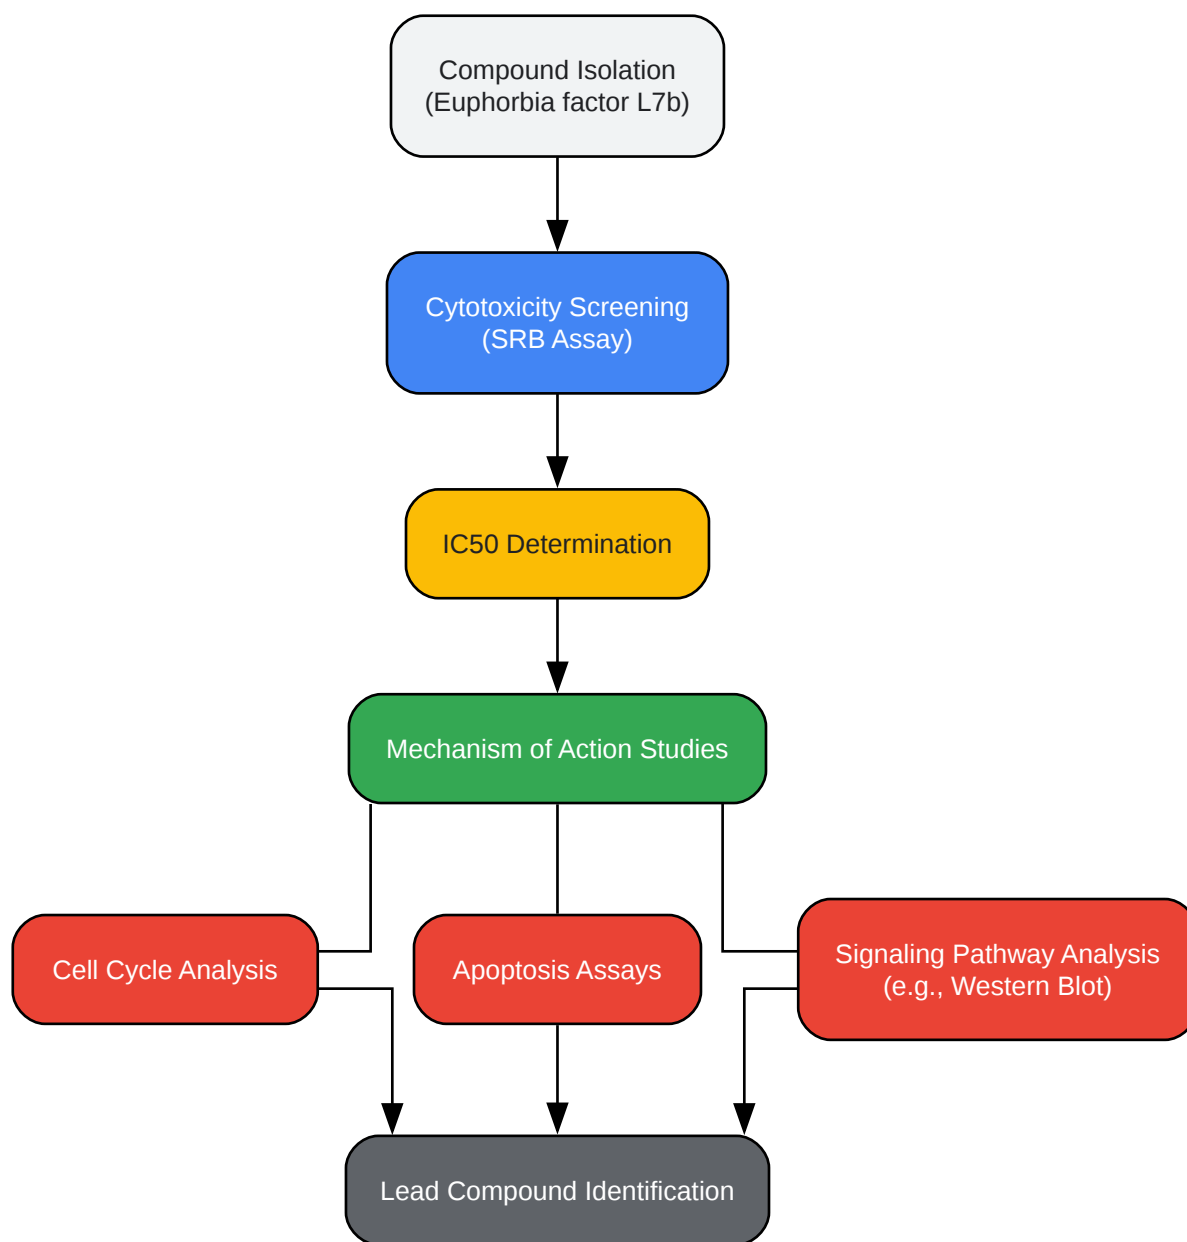 Compound Isolation
(Euphorbia factor L7b)
Cytotoxicity Screening
(SRB Assay)
IC50 Determination
Mechanism of Action Studies
Cell Cycle Analysis
Apoptosis Assays
Signaling Pathway Analysis
(e.g., Western Blot)
Lead Compound Identification